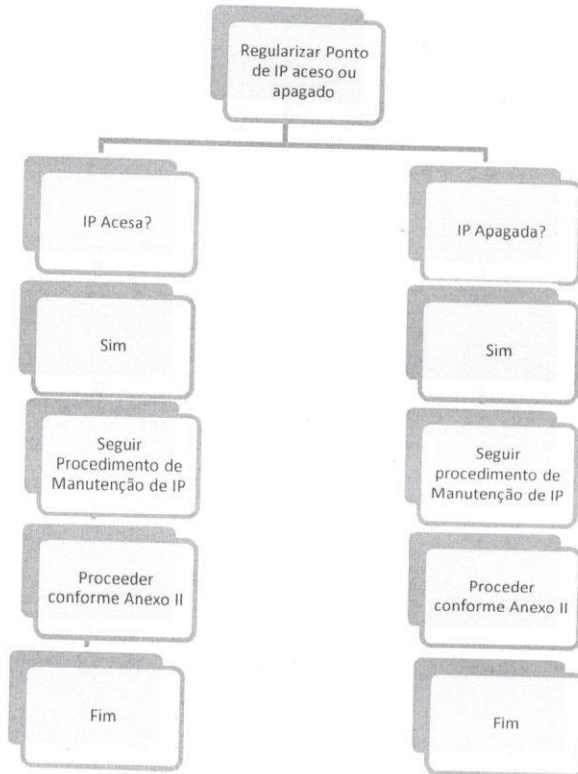 Regularizar Ponto
de IP aceso ou
apagado
IP Acesa?
Sim
Seguir
Procedimento de
Manutenção de IP
Proceeder
conforme Anexo II
Fim
IP Apagada?
Sim
Seguir
procedimento de
Manutenção de IP
Proceder
conforme Anexo II
Fim